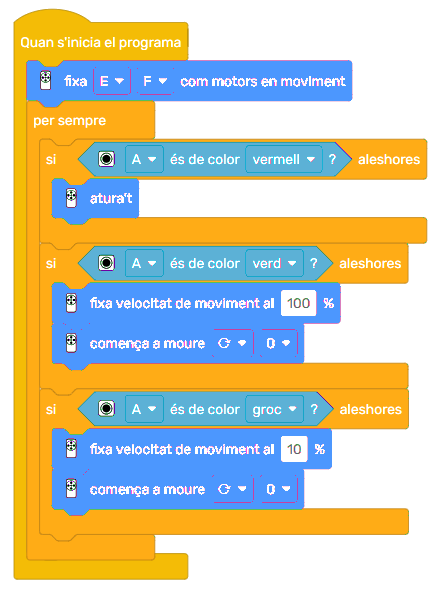 Quan s'inicia el programa
fixa E F com motors en moviment
per sempre
si A és de color vermell ? aleshores
atura't
si A és de color verd ? aleshores
fixa velocitat de moviment al 100 %
comença a moure 0
si A és de color groc ? aleshores
fixa velocitat de moviment al 10 %
comença a moure 0